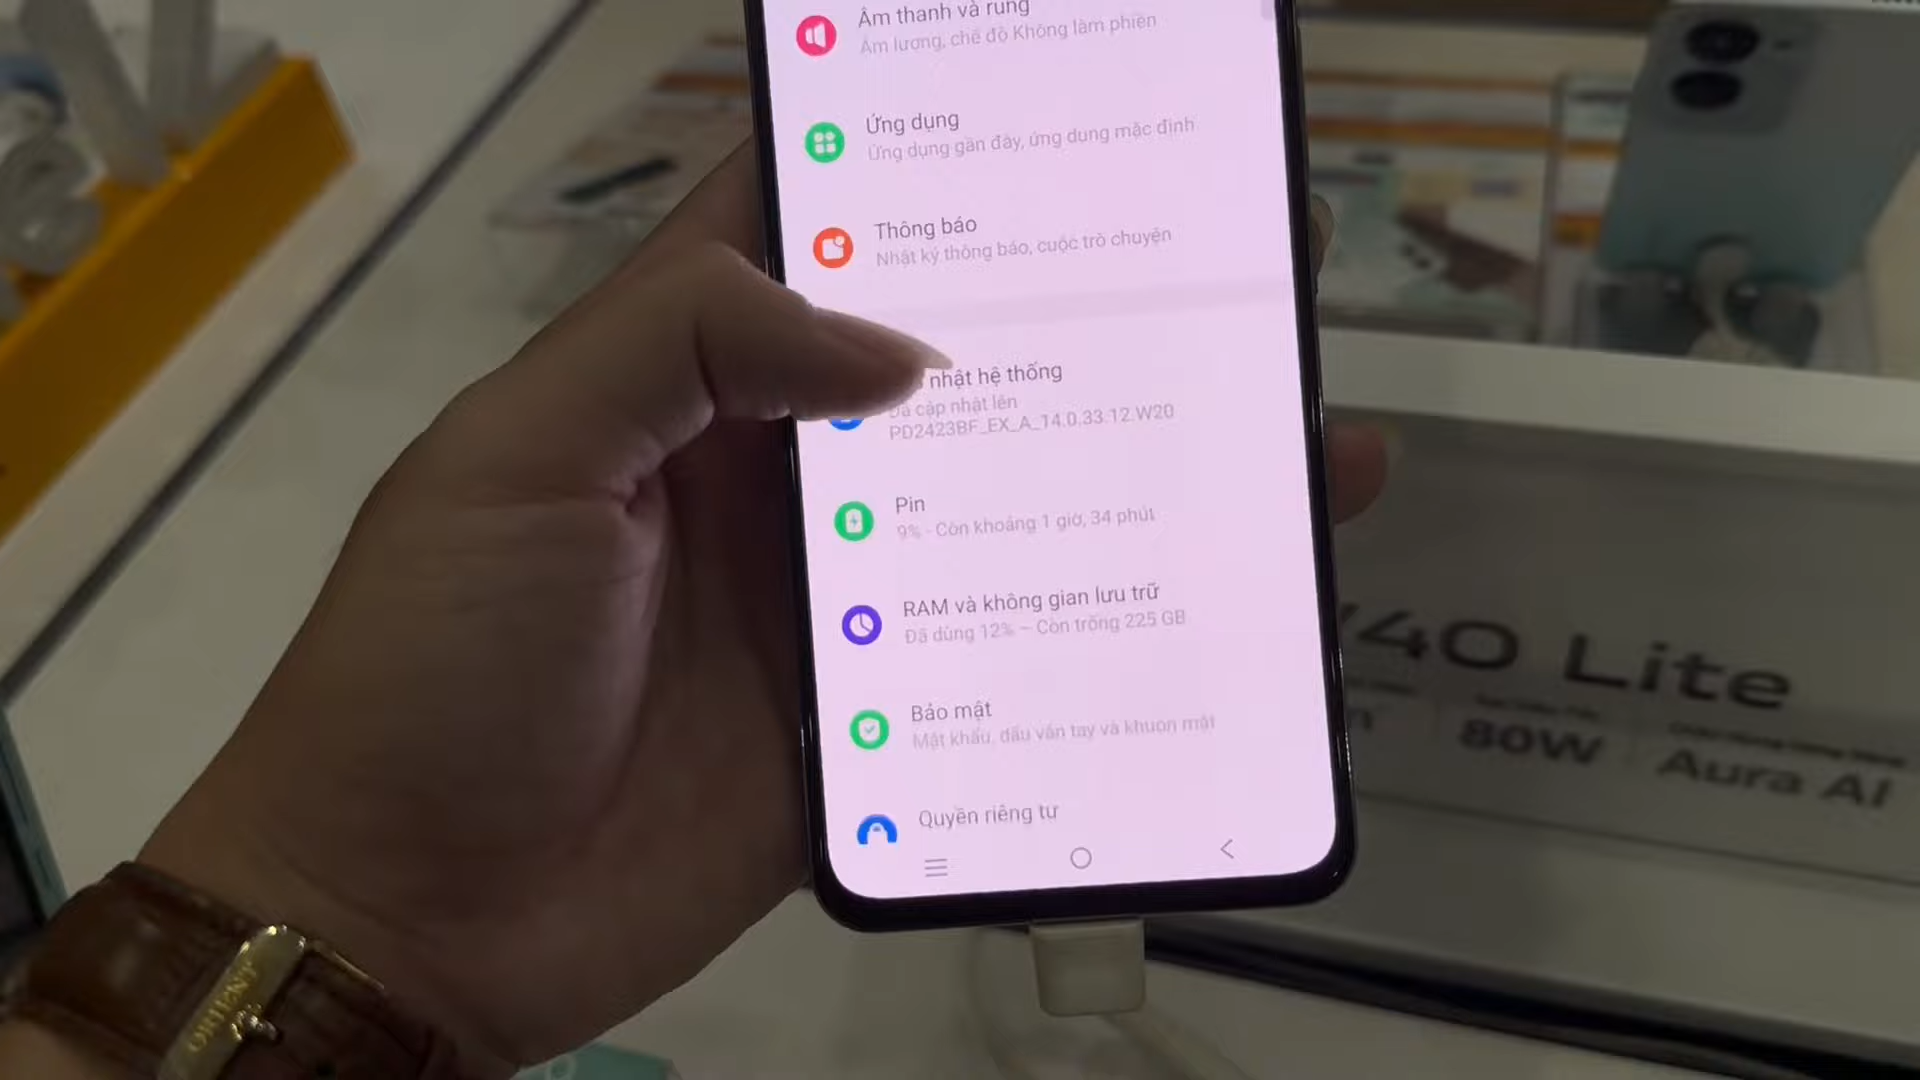 Âm thanh và rung
Âm lượng, chế độ Không làm phiền
Ứng dụng
Ứng dụng gần đây, ứng dụng mặc định
Thông báo
Nhật ký thông báo, cuộc trò chuyện
nhật hệ thống
Đã cập nhật lên
PD2423BF_EX_A_14.0.33.12.W20
Pin
9% - Còn khoảng 1 giờ, 34 phút
RAM và không gian lưu trữ
Đã dùng 12% – Còn trống 225 GB
Bảo mật
Mật khẩu, dấu vân tay và khuôn mặt
Quyền riêng tư
40 Lite
80W
Aura AI